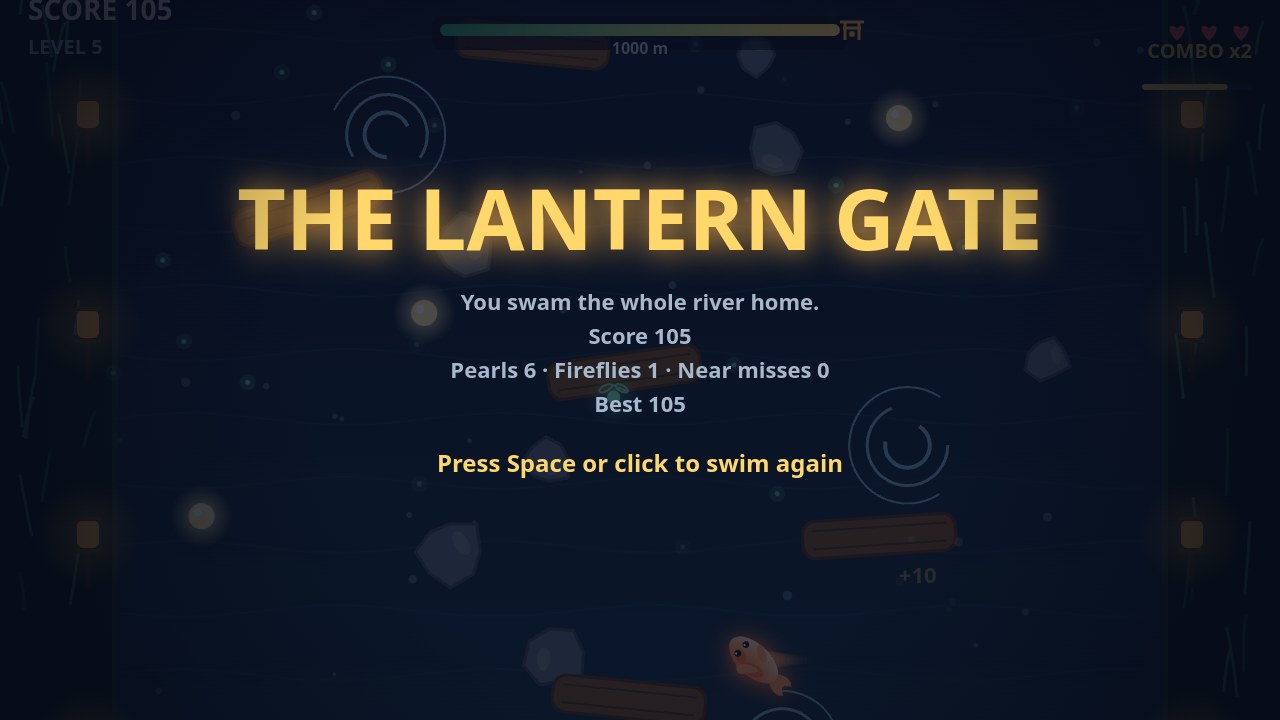 SCORE 105
LEVEL 5
1000 m
COMBO x2
THE LANTERN GATE
You swam the whole river home.
Score 105
Pearls 6 · Fireflies 1 · Near misses 0
Best 105
Press Space or click to swim again
+10